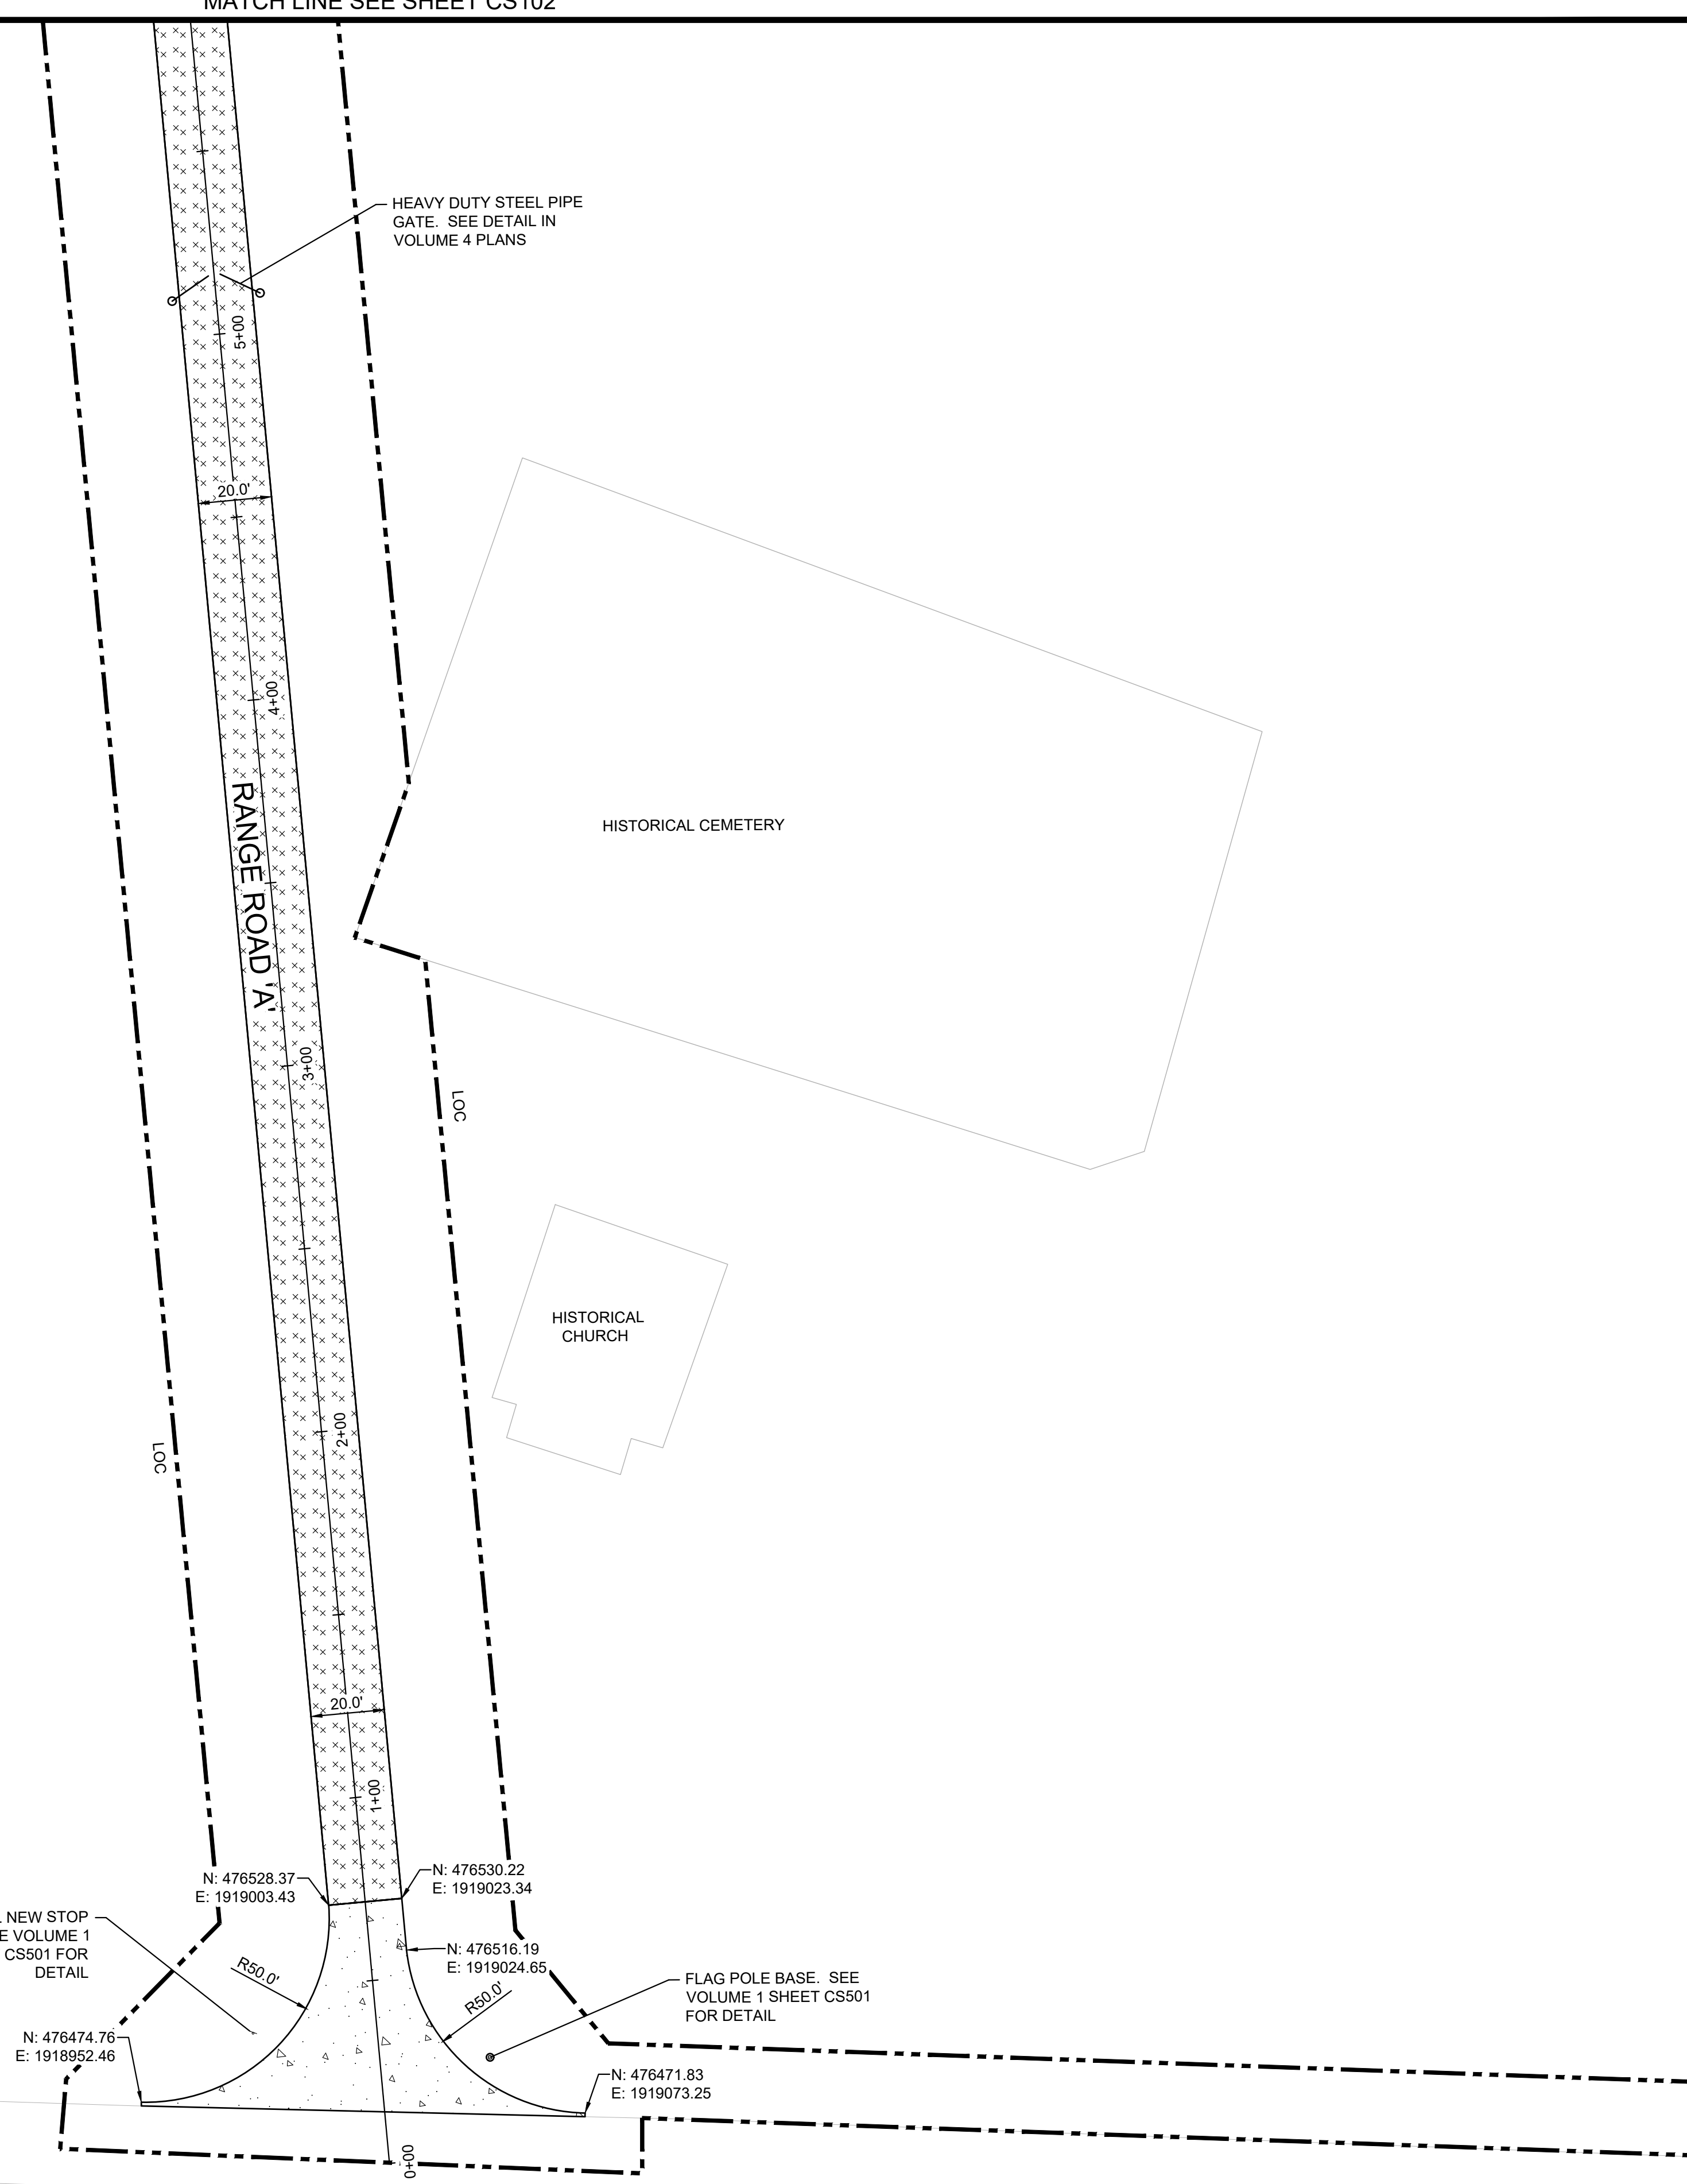 MATCH LINE SEE SHEET CS102
HEAVY DUTY STEEL PIPE
GATE. SEE DETAIL IN
VOLUME 4 PLANS
5+00
20.0'
4+00
RANGE ROAD 'A'
HISTORICAL CEMETERY
3+00
LOC
HISTORICAL
CHURCH
2+00
LOC
20.0'
1+00
N: 476528.37
E: 1919003.43
N: 476530.22
E: 1919023.34
NEW STOP
VOLUME 1
CS501 FOR
DETAIL
R50.0'
N: 476516.19
E: 1919024.65
R50.0'
FLAG POLE BASE. SEE
VOLUME 1 SHEET CS501
FOR DETAIL
N: 476474.76
E: 1918952.46
N: 476471.83
E: 1919073.25
0+00